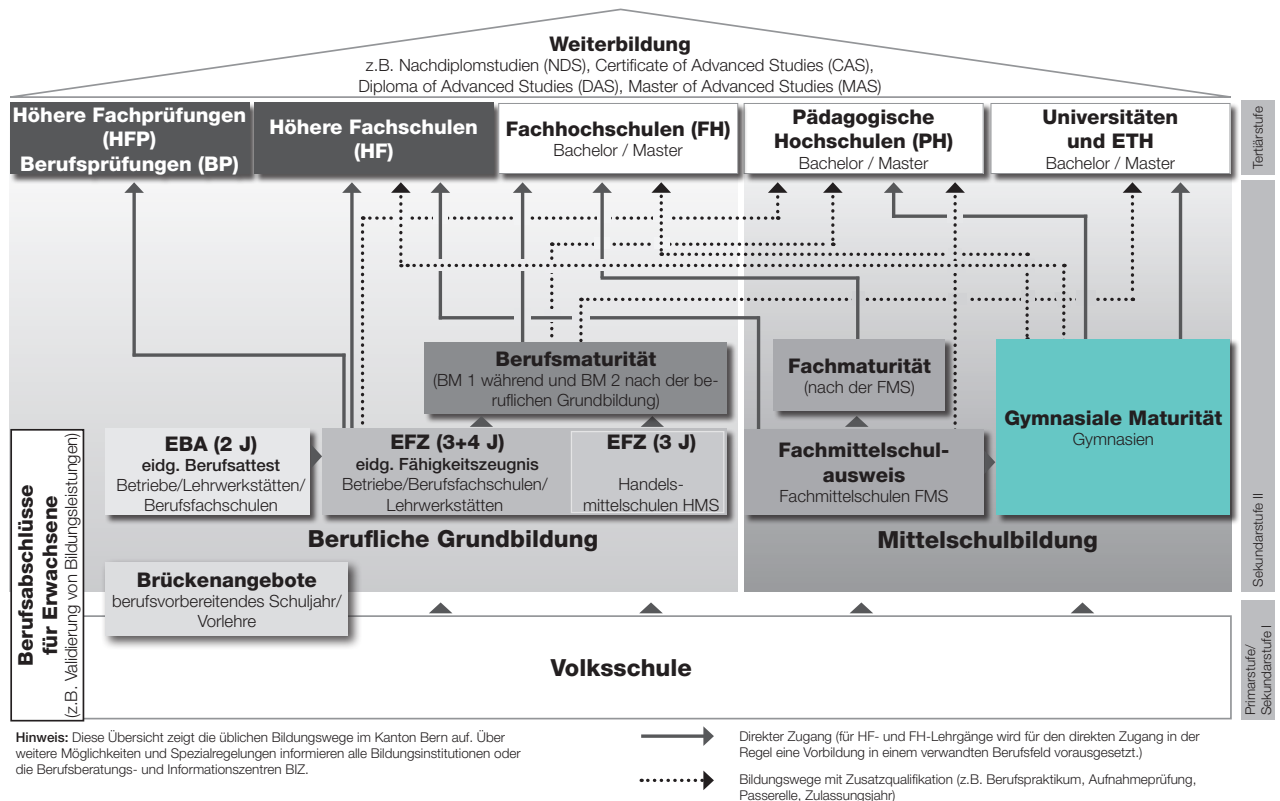 Weiterbildung
z.B. Nachdiplomstudien (NDS), Certificate of Advanced Studies (CAS),
Diploma of Advanced Studies (DAS), Master of Advanced Studies (MAS)
Höhere Fachprüfungen
(HFP)
Berufsprüfungen (BP)
Höhere Fachschulen
(HF)
Fachhochschulen (FH)
Bachelor / Master
Pädagogische
Hochschulen (PH)
Bachelor / Master
Universitäten
und ETH
Bachelor / Master
Tertiärstufe
Berufsmaturität
(BM 1 während und BM 2 nach der be-
ruflichen Grundbildung)
Fachmaturität
(nach der FMS)
Gymnasiale Maturität
Gymnasien
EBA (2 J)
eidg. Berufsattest
Betriebe/Lehrwerkstätten/
Berufsfachschulen
EFZ (3+4 J)
eidg. Fähigkeitszeugnis
Betriebe/Berufsfachschulen/
Lehrwerkstätten
EFZ (3 J)
Handels-
mittelschulen HMS
Fachmittelschul-
ausweis
Fachmittelschulen FMS
Berufliche Grundbildung
Mittelschulbildung
Sekundarstufe II
Berufsabschlüsse
für Erwachsene
(z.B. Validierung von Bildungsleistungen)
Brückenangebote
berufsvorbereitendes Schuljahr/
Vorlehre
Volksschule
Primarstufe/
Sekundarstufe I
Hinweis: Diese Übersicht zeigt die üblichen Bildungswege im Kanton Bern auf. Über
weitere Möglichkeiten und Spezialregelungen informieren alle Bildungsinstitutionen oder
die Berufsberatungs- und Informationszentren BIZ.
Direkter Zugang (für HF- und FH-Lehrgänge wird für den direkten Zugang in der
Regel eine Vorbildung in einem verwandten Berufsfeld vorausgesetzt.)
Bildungswege mit Zusatzqualifikation (z.B. Berufspraktikum, Aufnahmeprüfung,
Passerelle, Zulassungsjahr)